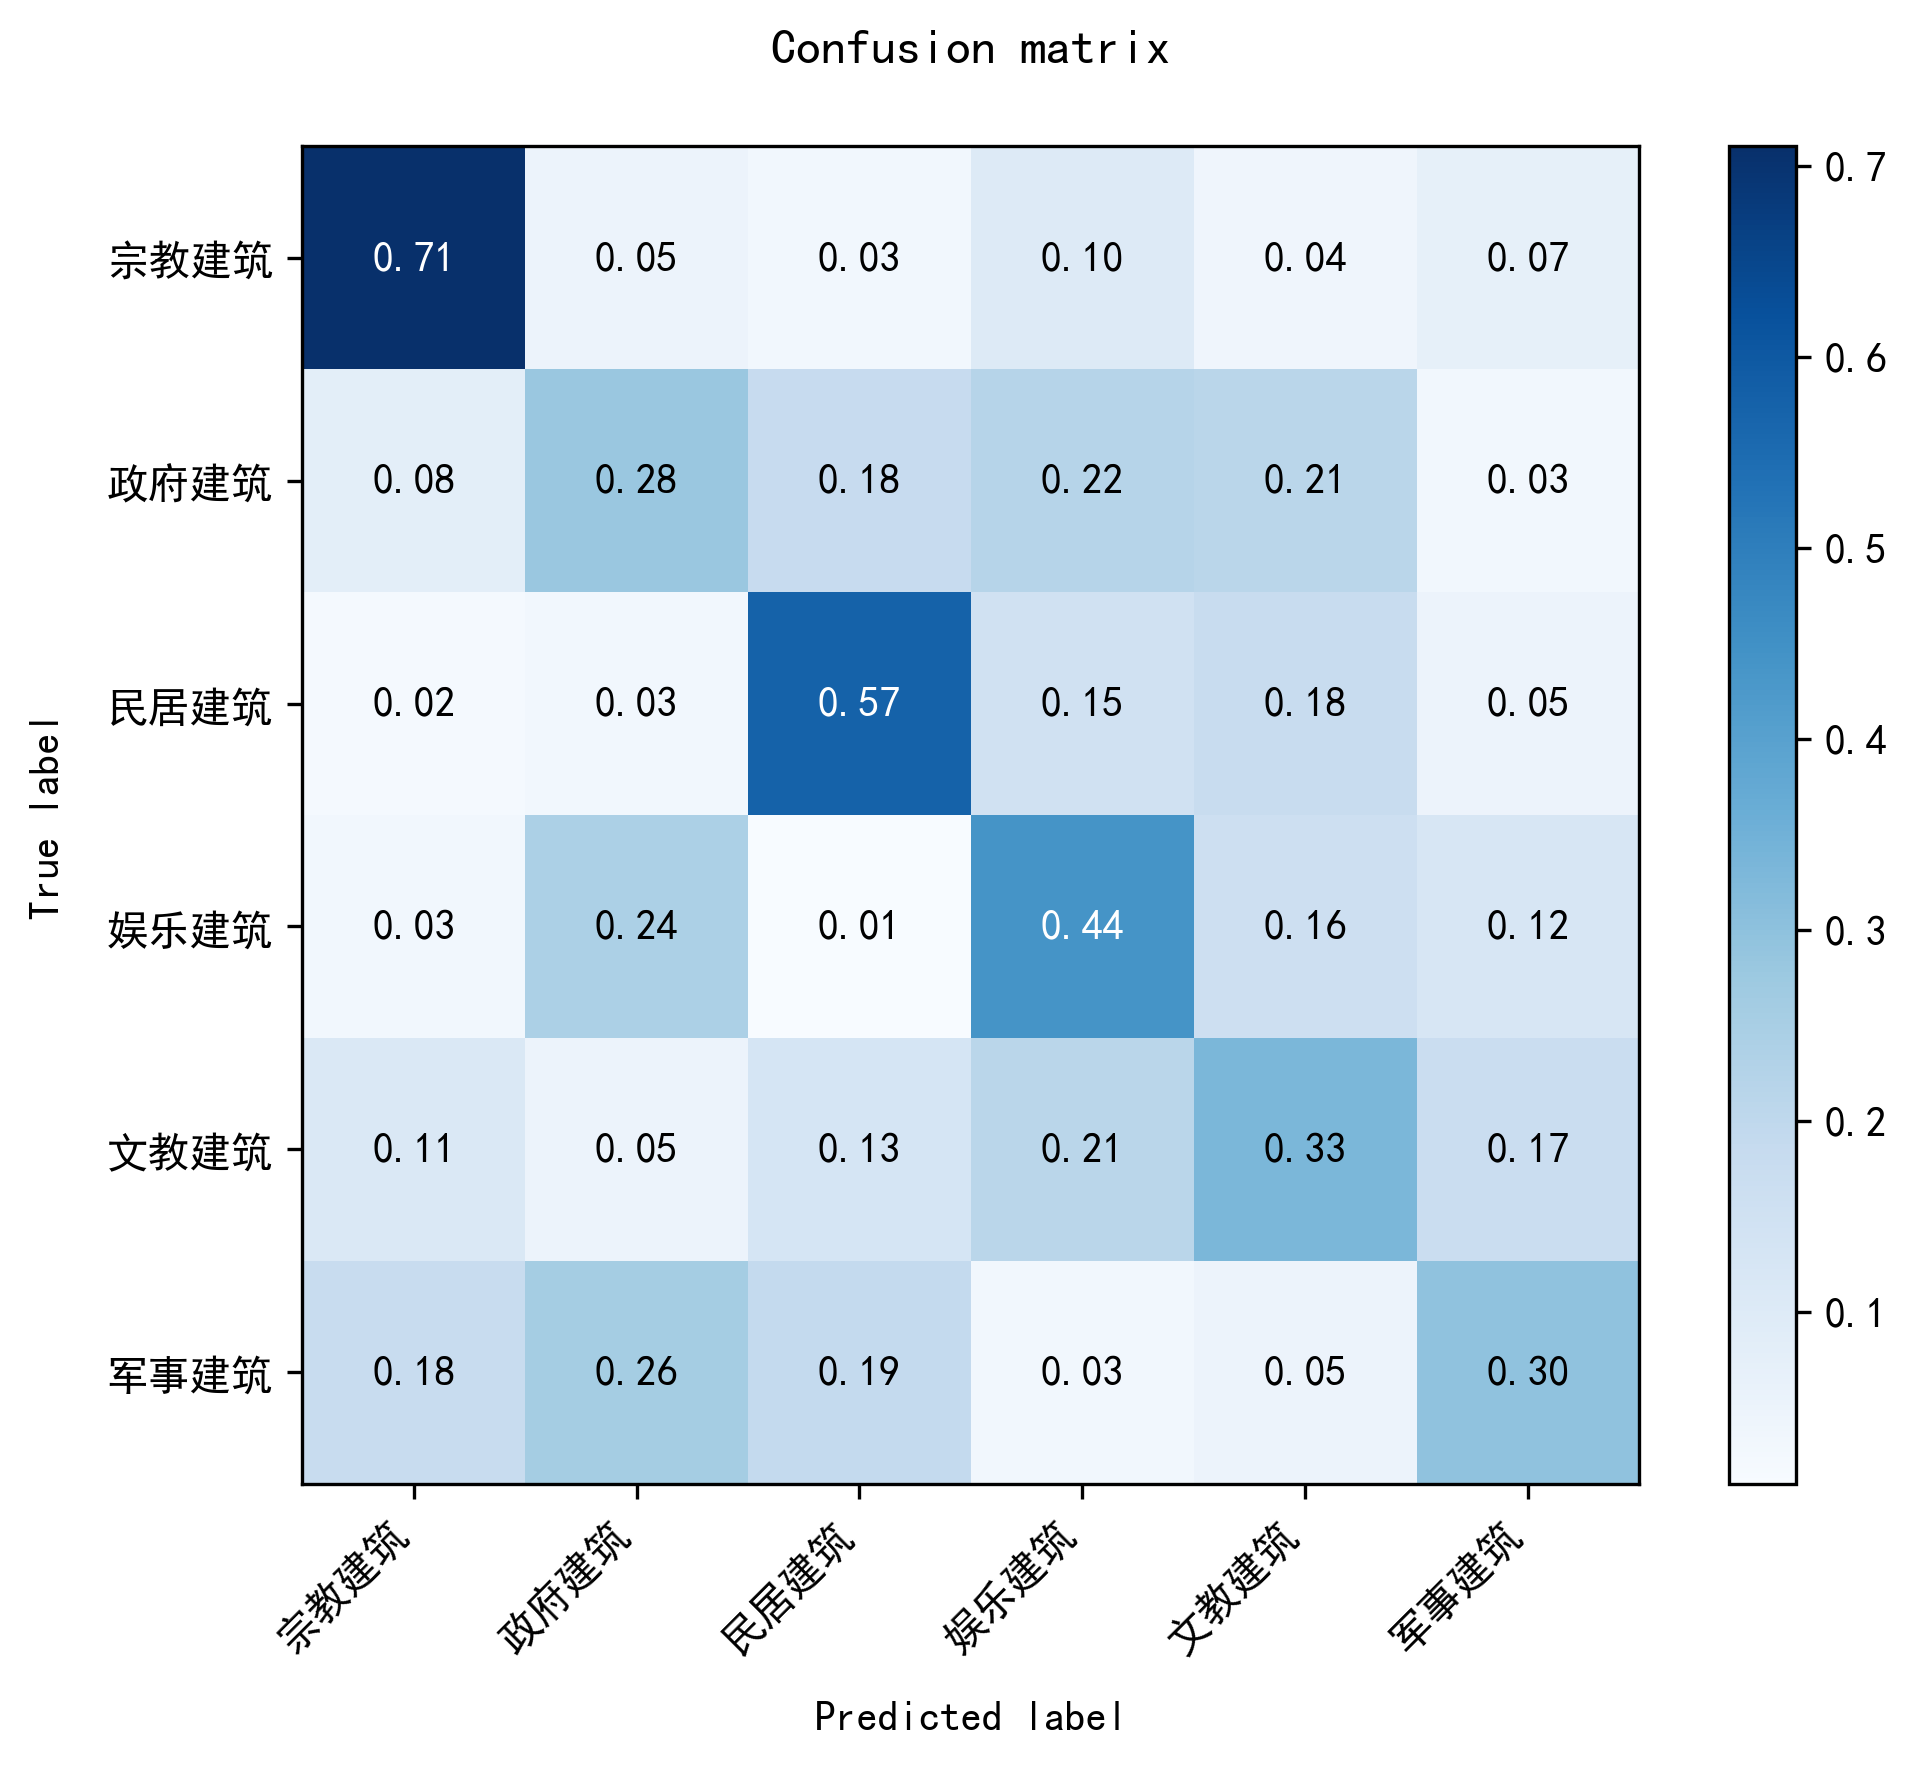 Confusion matrix
宗教建筑 0.71 0.05 0.03 0.10 0.04 0.07
政府建筑 0.08 0.28 0.18 0.22 0.21 0.03
民居建筑 0.02 0.03 0.57 0.15 0.18 0.05
娱乐建筑 0.03 0.24 0.01 0.44 0.16 0.12
文教建筑 0.11 0.05 0.13 0.21 0.33 0.17
军事建筑 0.18 0.26 0.19 0.03 0.05 0.30
True label
宗教建筑 政府建筑 民居建筑 娱乐建筑 文教建筑 军事建筑
Predicted label
0.7
0.6
0.5
0.4
0.3
0.2
0.1